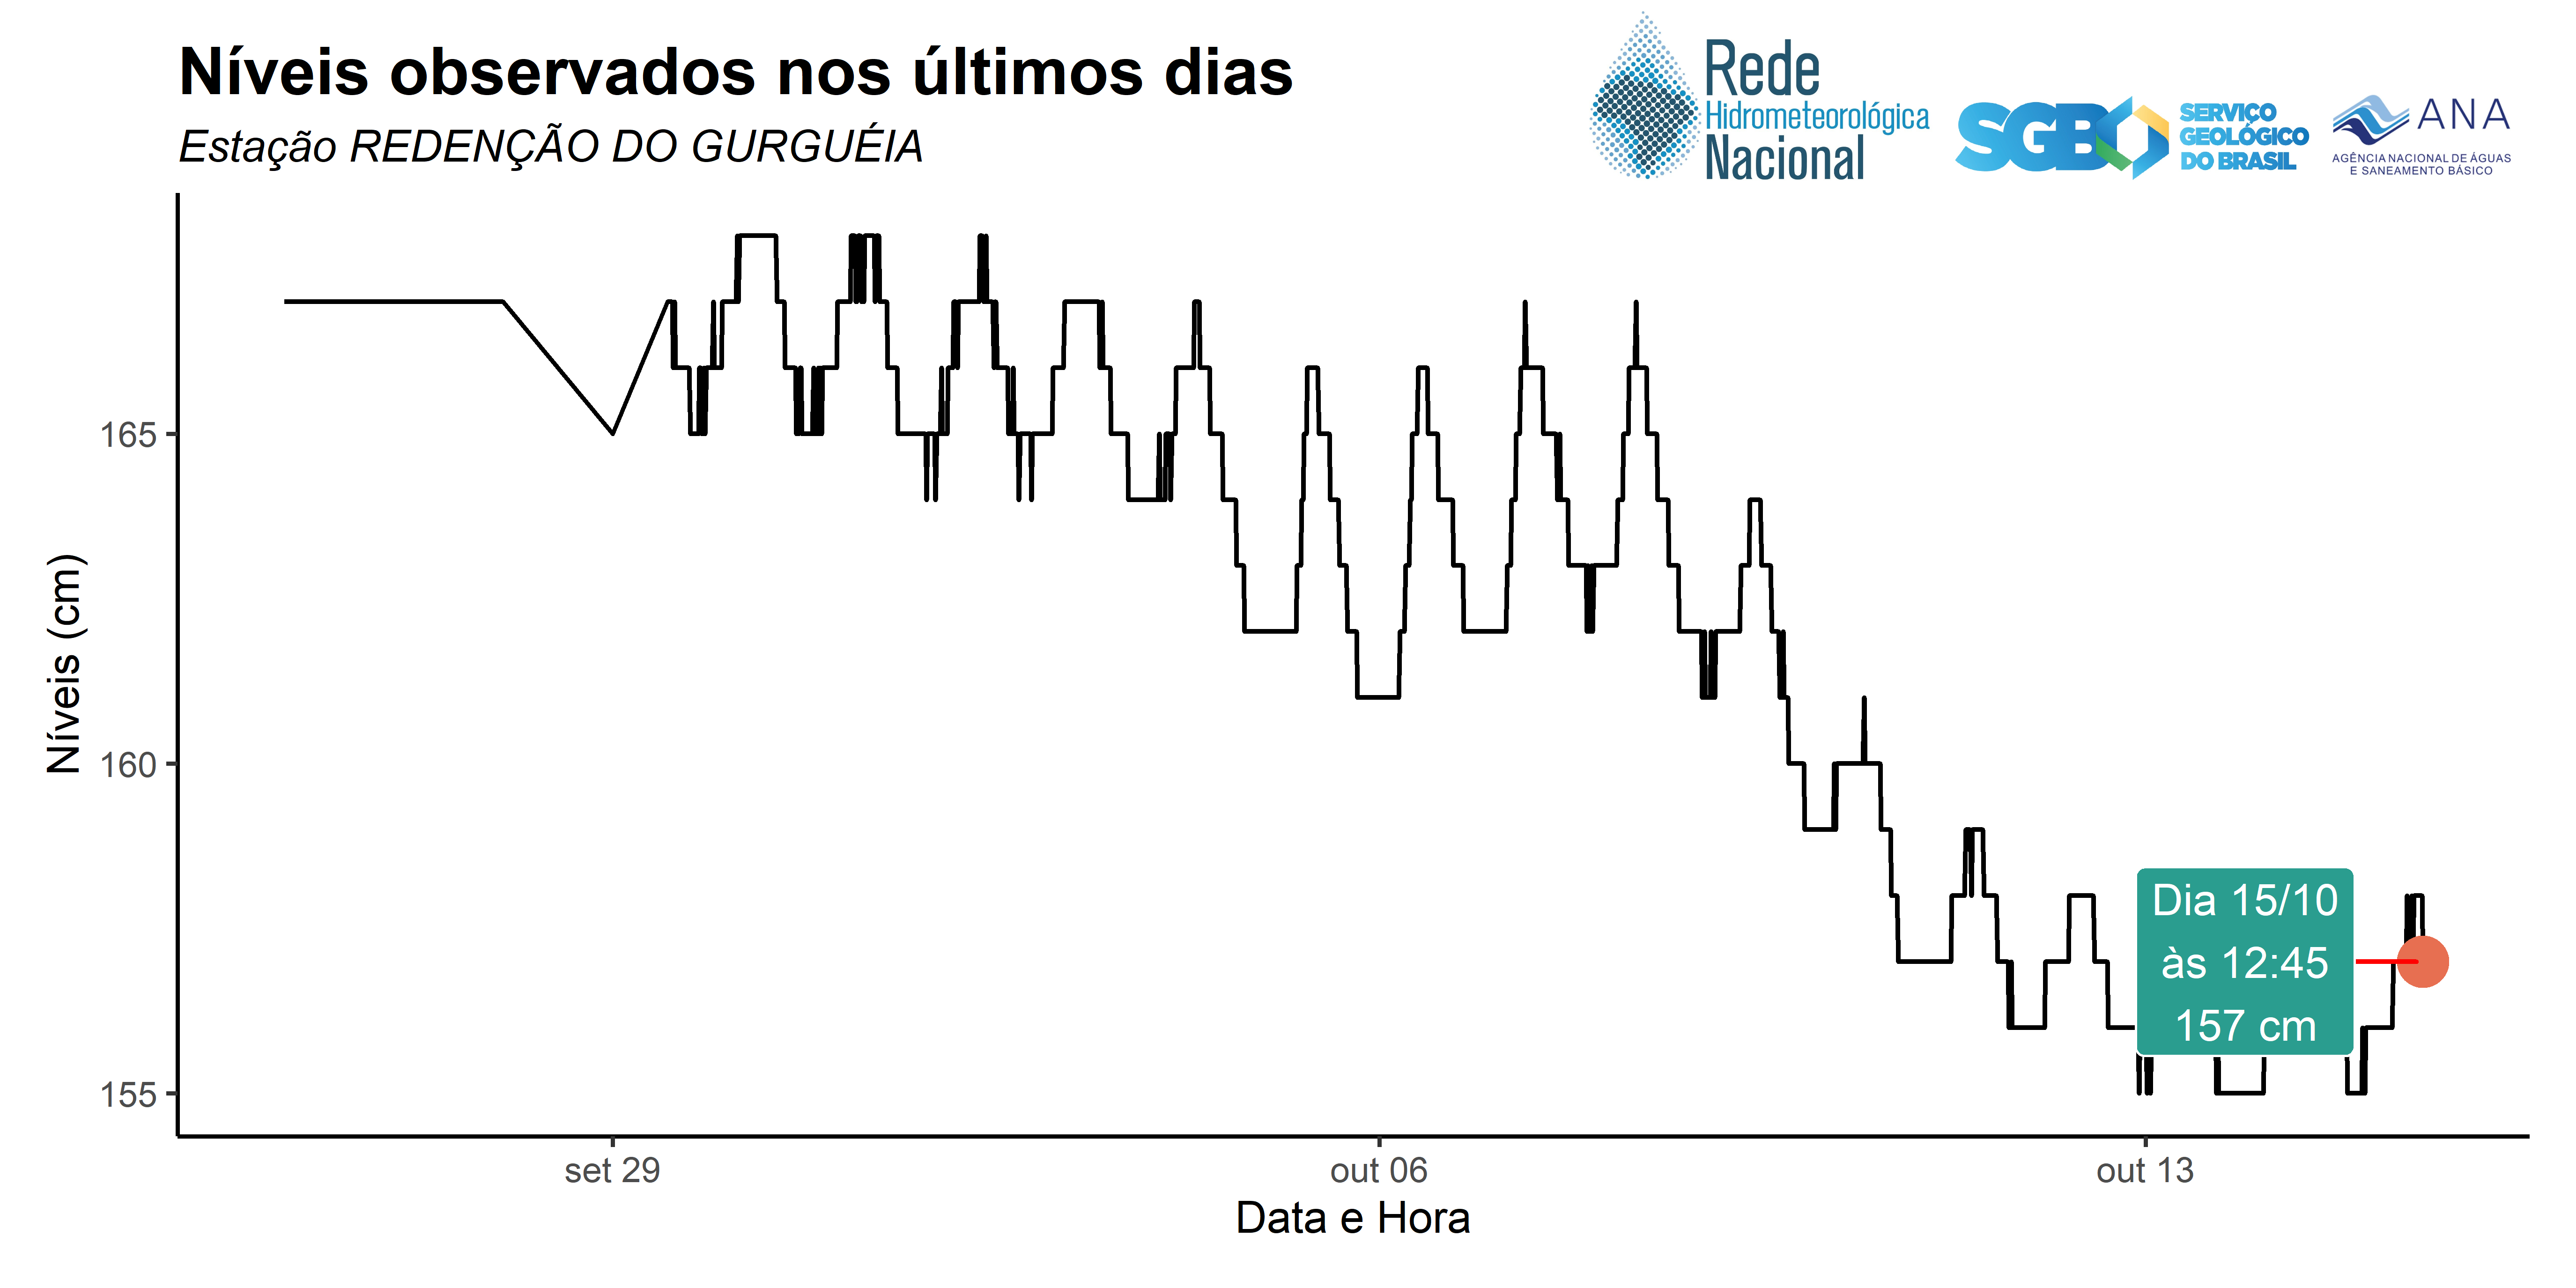 Níveis observados nos últimos dias
Estação REDENÇÃO DO GURGUÉIA
Rede
Hidrometeorológica
Nacional
SGB
SERVIÇO
GEOLÓGICO
DO BRASIL
ANA
AGÊNCIA NACIONAL DE ÁGUAS
E SANEAMENTO BÁSICO
Níveis (cm)
165
160
155
Dia 15/10
às 12:45
157 cm
set 29
out 06
out 13
Data e Hora